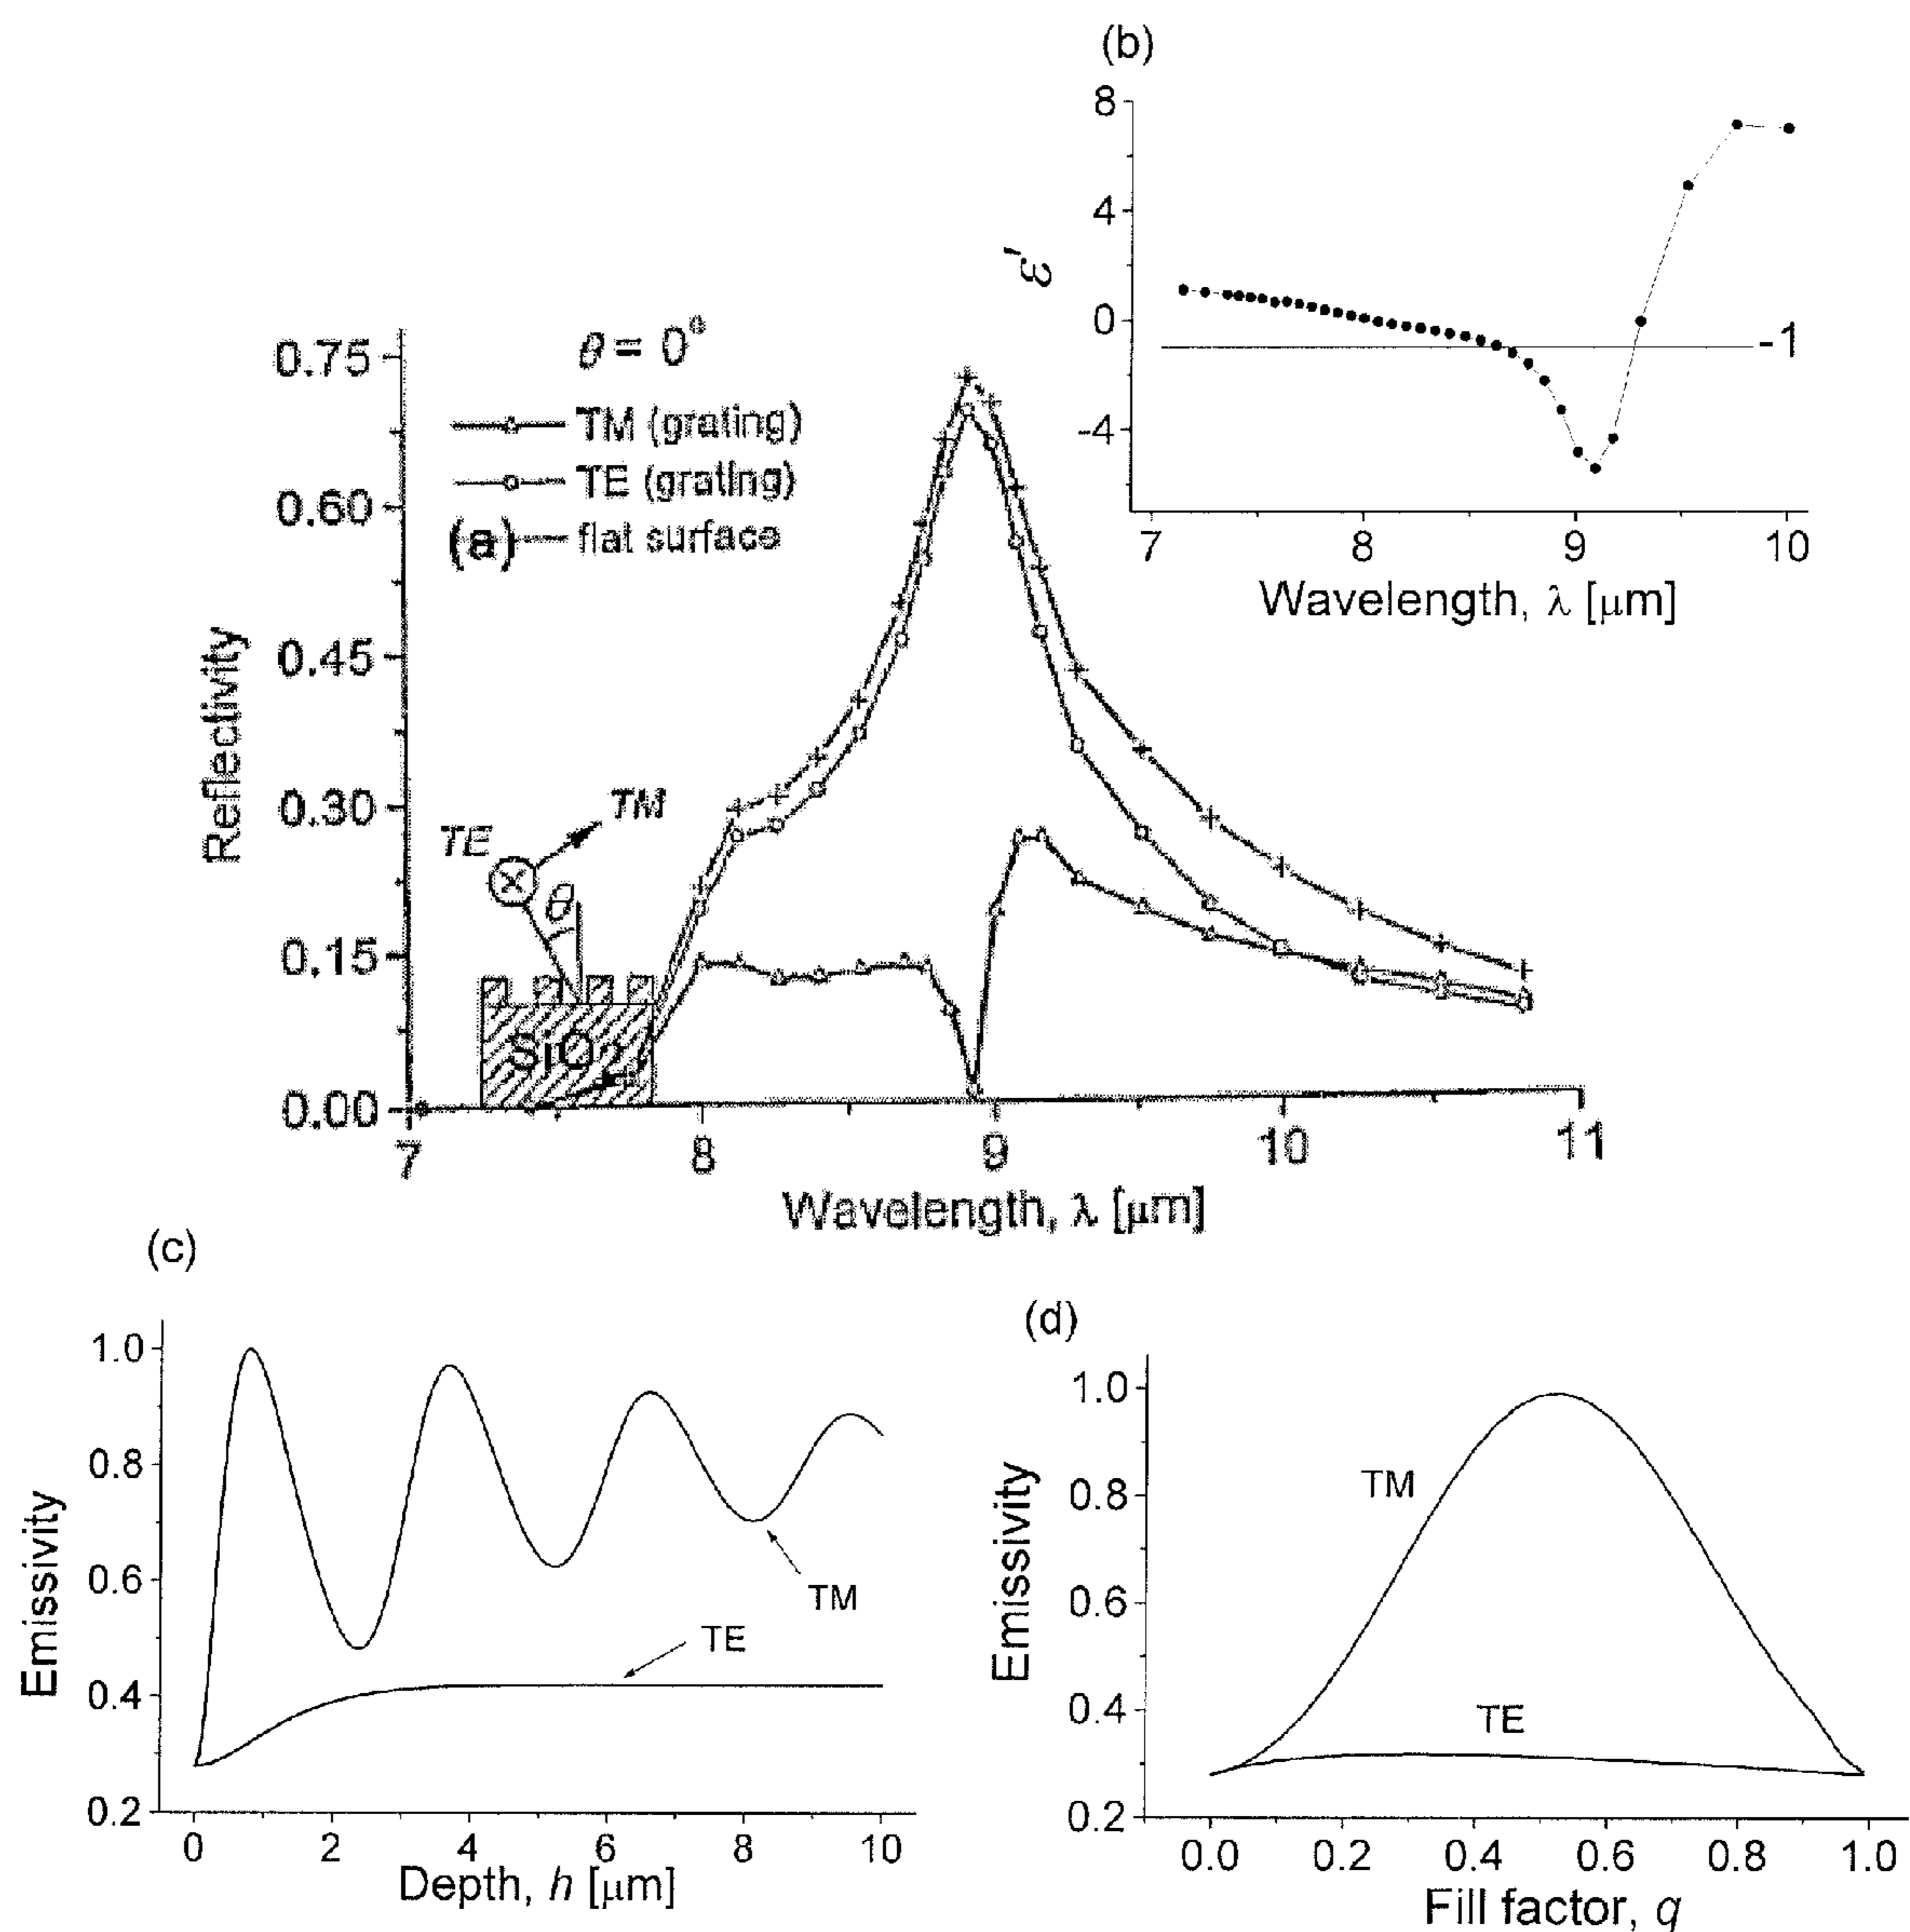 (b)
8
4
0
-4
-1
ε'
7
8
9
10
Wavelength, λ [μm]
0.75
0.60
0.45
0.30
0.15
0.00
Reflectivity
θ = 0°
TM (grating)
TE (grating)
(a)
flat surface
TE
TM
θ
SiO₂
7
8
9
10
11
Wavelength, λ [μm]
(c)
1.0
0.8
0.6
0.4
0.2
Emissivity
TM
TE
0
2
4
6
8
10
Depth, h [μm]
(d)
1.0
0.8
0.6
0.4
0.2
Emissivity
TM
TE
0.0
0.2
0.4
0.6
0.8
1.0
Fill factor, q